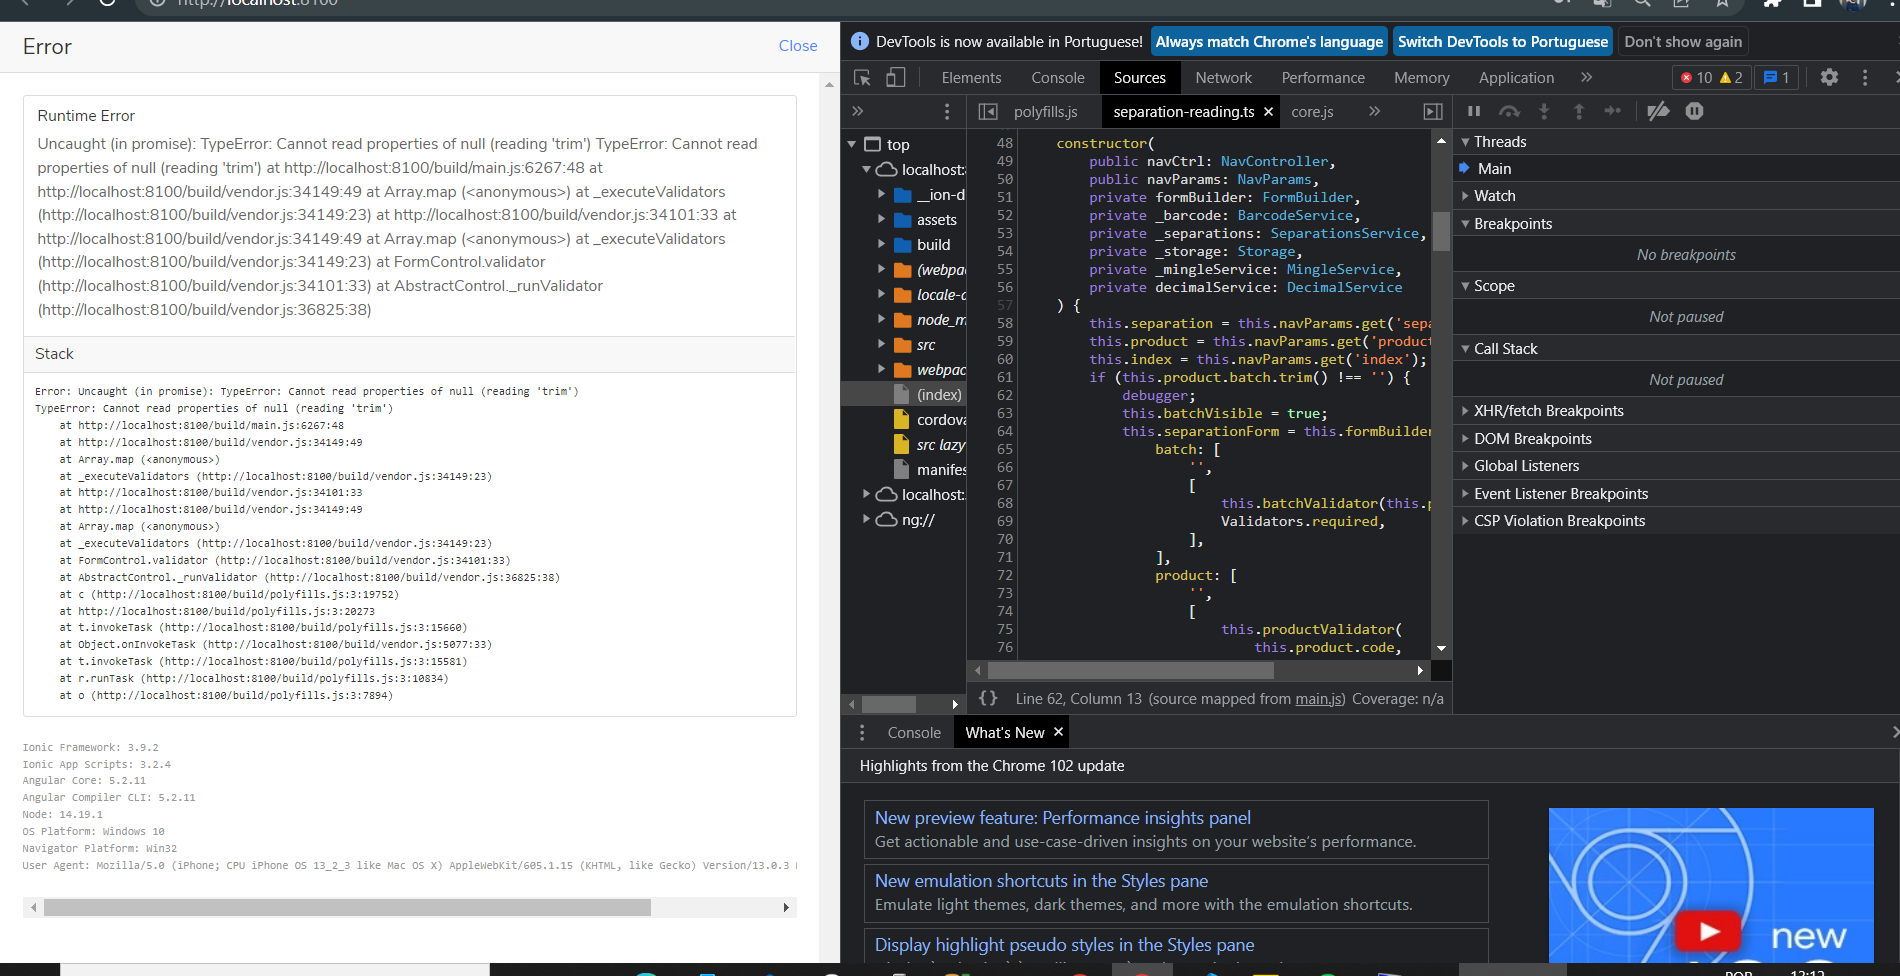 http://localhost:8100
Error
Close
Runtime Error
Uncaught (in promise): TypeError: Cannot read properties of null (reading 'trim') TypeError: Cannot read
properties of null (reading 'trim') at http://localhost:8100/build/main.js:6267:48 at
http://localhost:8100/build/vendor.js:34149:49 at Array.map (<anonymous>) at _executeValidators
(http://localhost:8100/build/vendor.js:34149:23) at http://localhost:8100/build/vendor.js:34101:33 at
http://localhost:8100/build/vendor.js:34149:49 at Array.map (<anonymous>) at _executeValidators
(http://localhost:8100/build/vendor.js:34149:23) at FormControl.validator
(http://localhost:8100/build/vendor.js:34101:33) at AbstractControl._runValidator
(http://localhost:8100/build/vendor.js:36825:38)
Stack
Error: Uncaught (in promise): TypeError: Cannot read properties of null (reading 'trim')
TypeError: Cannot read properties of null (reading 'trim')
at http://localhost:8100/build/main.js:6267:48
at http://localhost:8100/build/vendor.js:34149:49
at Array.map (<anonymous>)
at _executeValidators (http://localhost:8100/build/vendor.js:34149:23)
at http://localhost:8100/build/vendor.js:34101:33
at http://localhost:8100/build/vendor.js:34149:49
at Array.map (<anonymous>)
at _executeValidators (http://localhost:8100/build/vendor.js:34149:23)
at FormControl.validator (http://localhost:8100/build/vendor.js:34101:33)
at AbstractControl._runValidator (http://localhost:8100/build/vendor.js:36825:38)
at c (http://localhost:8100/build/polyfills.js:3:19752)
at http://localhost:8100/build/polyfills.js:3:20273
at t.invokeTask (http://localhost:8100/build/polyfills.js:3:15660)
at Object.onInvokeTask (http://localhost:8100/build/vendor.js:5077:33)
at t.invokeTask (http://localhost:8100/build/polyfills.js:3:15581)
at r.runTask (http://localhost:8100/build/polyfills.js:3:10834)
at o (http://localhost:8100/build/polyfills.js:3:7894)
Ionic Framework: 3.9.2
Ionic App Scripts: 3.2.4
Angular Core: 5.2.11
Angular Compiler CLI: 5.2.11
Node: 14.19.1
OS Platform: Windows 10
Navigator Platform: Win32
User Agent: Mozilla/5.0 (iPhone; CPU iPhone OS 13_2_3 like Mac OS X) AppleWebKit/605.1.15 (KHTML, like Gecko) Version/13.0.3
DevTools is now available in Portuguese! Always match Chrome's language Switch DevTools to Portuguese Don't show again
Elements Console Sources Network Performance Memory Application » 10 2 1
» polyfills.js separation-reading.ts × core.js »
top
localhost:
__ion-d
assets
build
(webpa
locale-
node_m
src
webpac
(index)
cordova
src lazy
manifes
localhost:
ng://
48 constructor(
49 public navCtrl: NavController,
50 public navParams: NavParams,
51 private formBuilder: FormBuilder,
52 private _barcode: BarcodeService,
53 private _separations: SeparationsService,
54 private _storage: Storage,
55 private _mingleService: MingleService,
56 private decimalService: DecimalService
57 ) {
58 this.separation = this.navParams.get('sepa
59 this.product = this.navParams.get('product
60 this.index = this.navParams.get('index');
61 if (this.product.batch.trim() !== '') {
62 debugger;
63 this.batchVisible = true;
64 this.separationForm = this.formBuilder
65 batch: [
66 '',
67 [
68 this.batchValidator(this.p
69 Validators.required,
70 ],
71 ],
72 product: [
73 '',
74 [
75 this.productValidator(
76 this.product.code,
{} Line 62, Column 13 (source mapped from main.js) Coverage: n/a
Threads
Main
Watch
Breakpoints
No breakpoints
Scope
Not paused
Call Stack
Not paused
XHR/fetch Breakpoints
DOM Breakpoints
Global Listeners
Event Listener Breakpoints
CSP Violation Breakpoints
Console What's New ×
Highlights from the Chrome 102 update
New preview feature: Performance insights panel
Get actionable and use-case-driven insights on your website's performance.
New emulation shortcuts in the Styles pane
Emulate light themes, dark themes, and more with the emulation shortcuts.
Display highlight pseudo styles in the Styles pane
new